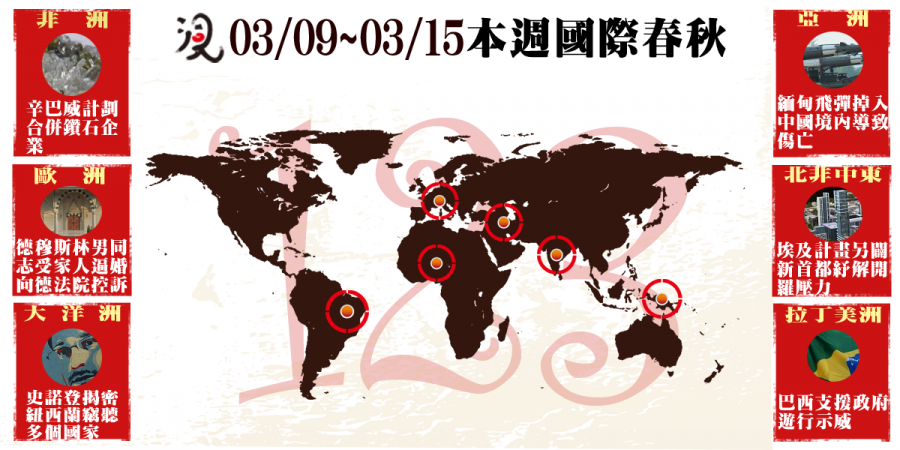 03/09~03/15本週國際春秋
123
非洲
辛巴威計劃
合併鑽石企
業
歐洲
德穆斯林男同
志受家人逼婚
向德法院控訴
大洋洲
史諾登揭密
紐西蘭竊聽
多個國家
亞洲
緬甸飛彈掉入
中國境內導致
傷亡
北非中東
埃及計畫另闢
新首都紓解開
羅壓力
拉丁美洲
巴西支援政府
遊行示威